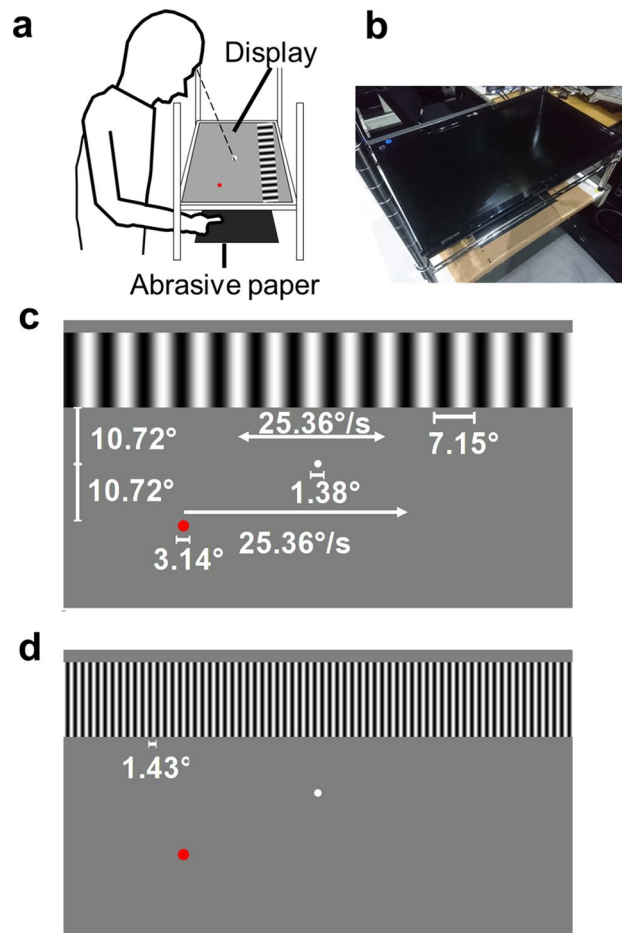 a
b
Display
Abrasive paper
c
25.36°/s
10.72°
7.15°
10.72°
1.38°
25.36°/s
3.14°
d
1.43°